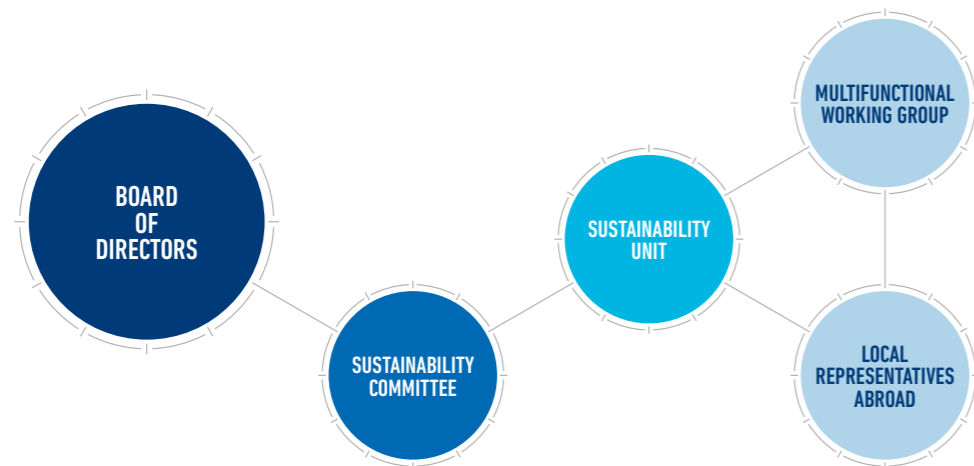 BOARD
OF
DIRECTORS
SUSTAINABILITY
COMMITTEE
SUSTAINABILITY
UNIT
MULTIFUNCTIONAL
WORKING GROUP
LOCAL
REPRESENTATIVES
ABROAD